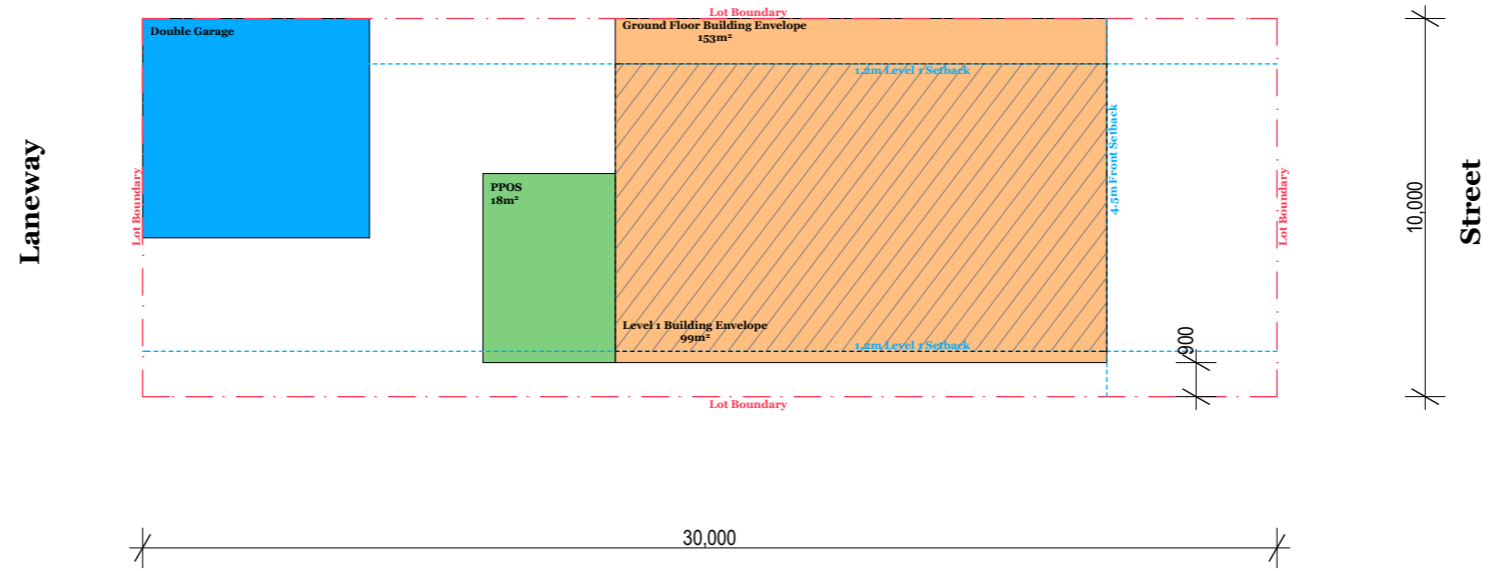 Lot Boundary
Double Garage
Ground Floor Building Envelope
153m²
1.2m Level 1 Setback
4.5m Front Setback
Laneway
Lot Boundary
PPOS
18m²
Lot Boundary
10,000
Street
Level 1 Building Envelope
99m²
1.2m Level 1 Setback
900
Lot Boundary
30,000